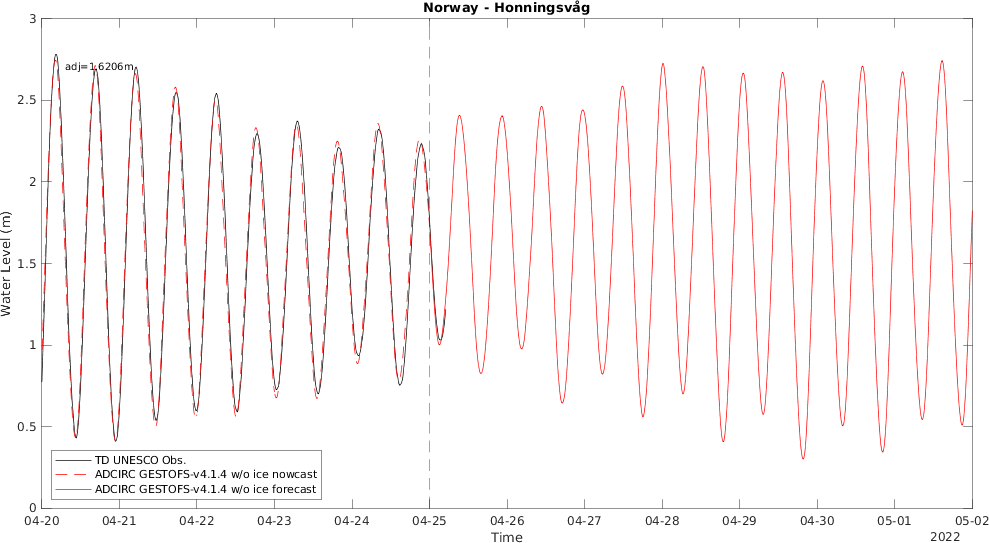 Norway - Honningsvåg
3
2.5
2
1.5
1
0.5
0
Water Level (m)
adj=1.6206m
TD UNESCO Obs.
ADCIRC GESTOFS-v4.1.4 w/o ice nowcast
ADCIRC GESTOFS-v4.1.4 w/o ice forecast
04-20 04-21 04-22 04-23 04-24 04-25 04-26 04-27 04-28 04-29 04-30 05-01 05-02
Time
2022